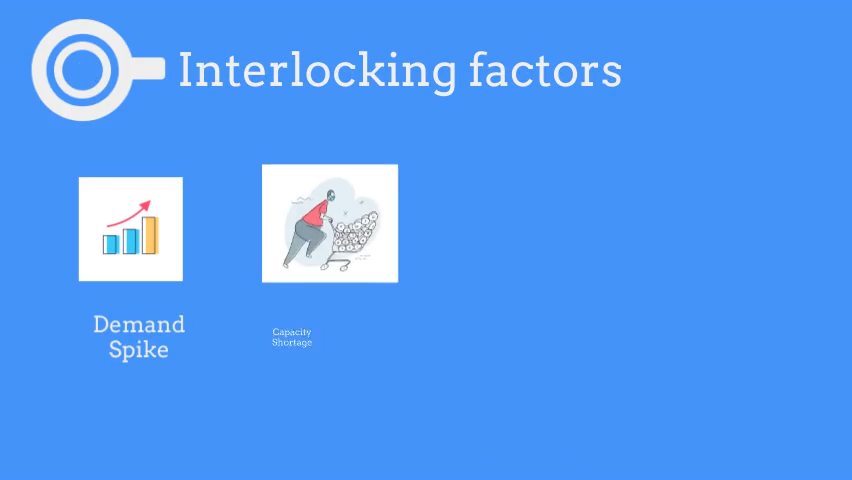 Interlocking factors
Demand
Spike
Capacity
Shortage